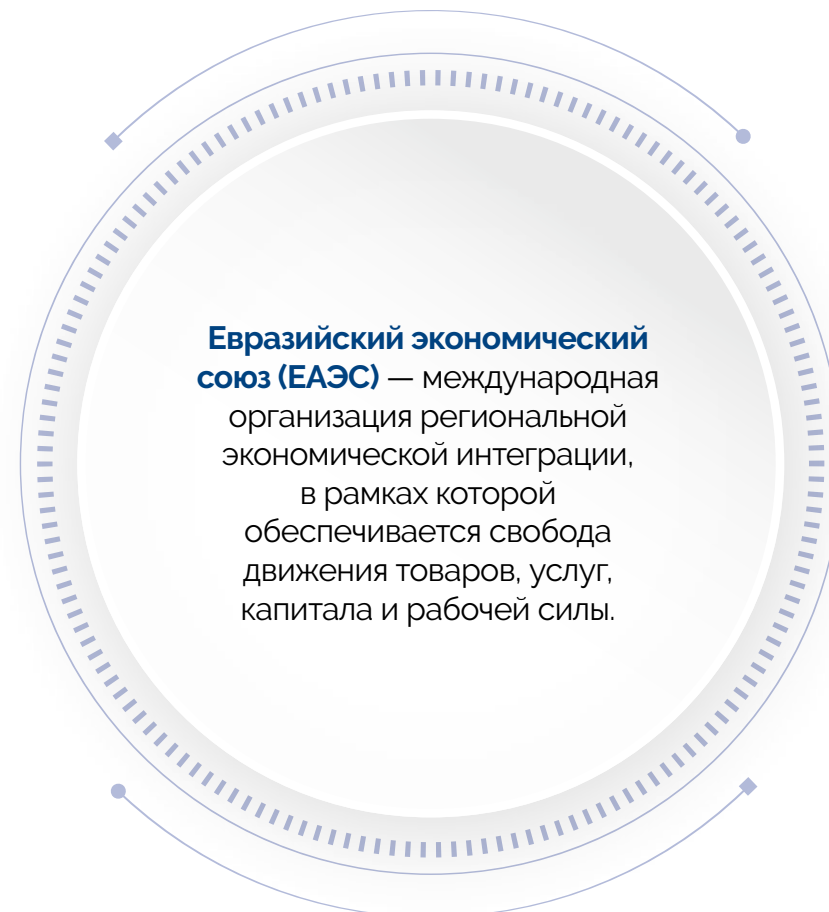 Евразийский экономический
союз (ЕАЭС) — международная
организация региональной
экономической интеграции,
в рамках которой
обеспечивается свобода
движения товаров, услуг,
капитала и рабочей силы.